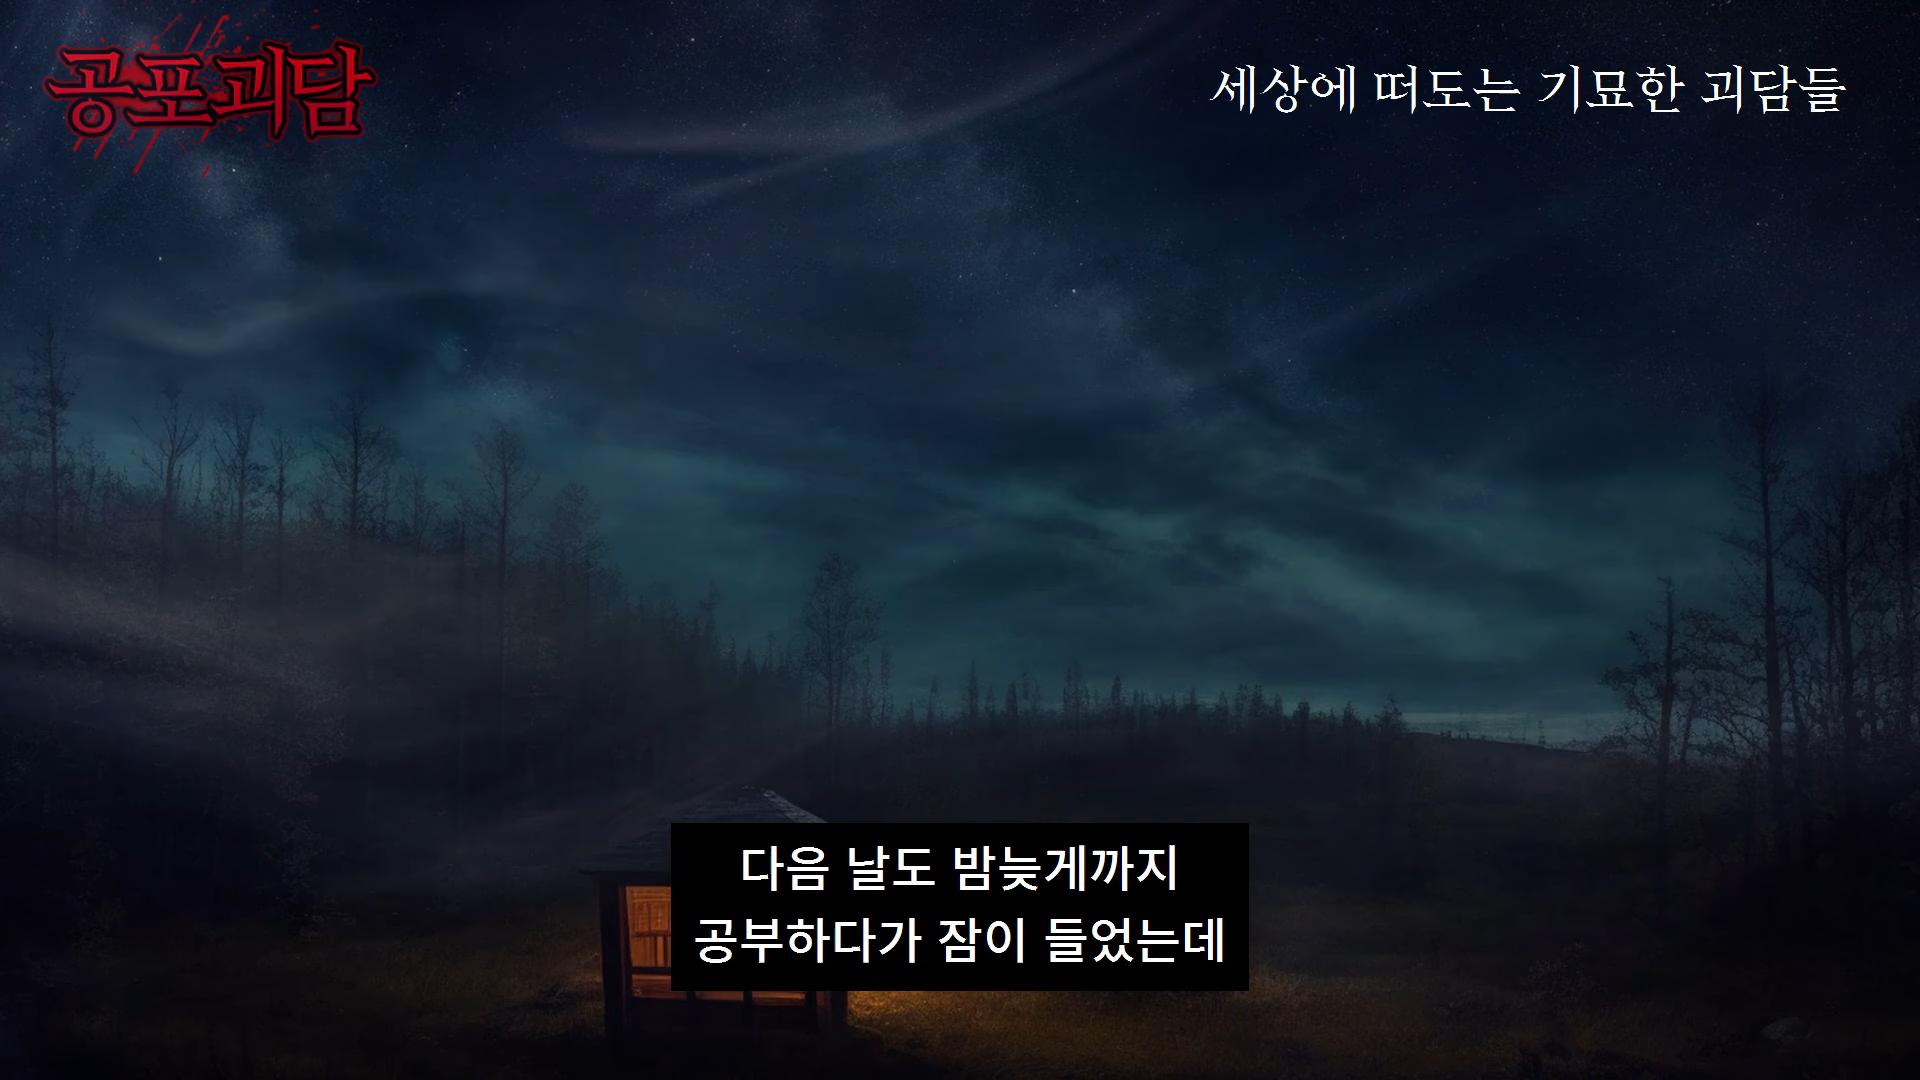 공포괴담
세상에 떠도는 기묘한 괴담들
다음 날도 밤늦게까지
공부하다가 잠이 들었는데